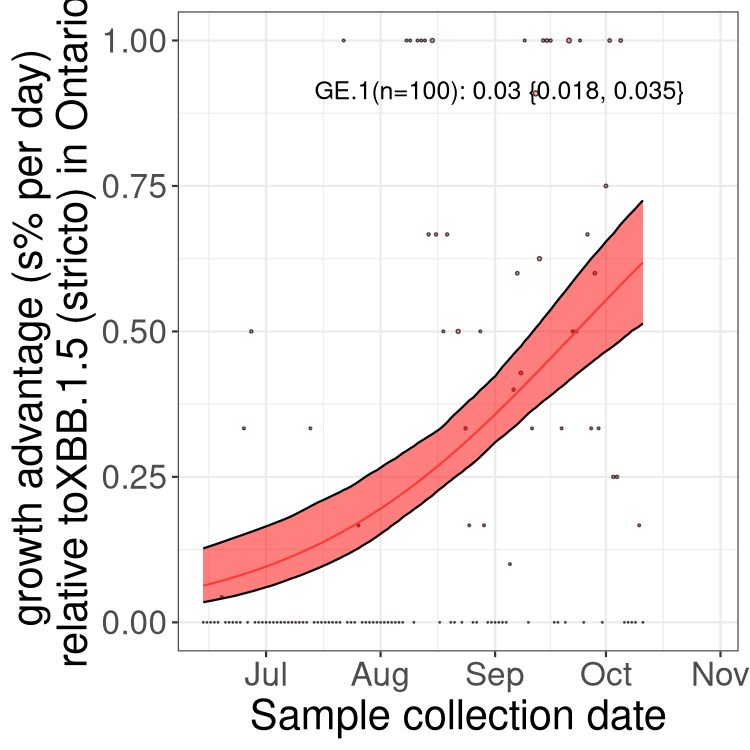 growth advantage (s% per day)
relative toXBB.1.5 (stricto) in Ontario
1.00
0.75
0.50
0.25
0.00
GE.1(n=100): 0.03 {0.018, 0.035}
Jul Aug Sep Oct Nov
Sample collection date